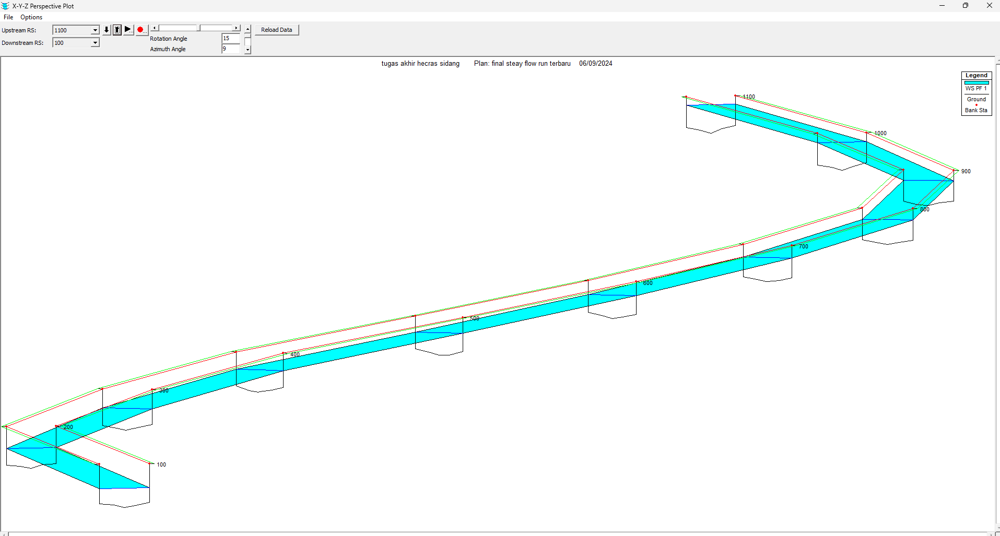 X-Y-Z Perspective Plot
File Options
Upstream RS: 1100
Downstream RS: 100
Rotation Angle 15
Azimuth Angle 9
Reload Data
tugas akhir hecras sidang Plan: final steay flow run terbaru 06/09/2024
Legend
WS PF 1
Ground
Bank Sta
1100
1000
900
800
700
600
500
400
300
200
100